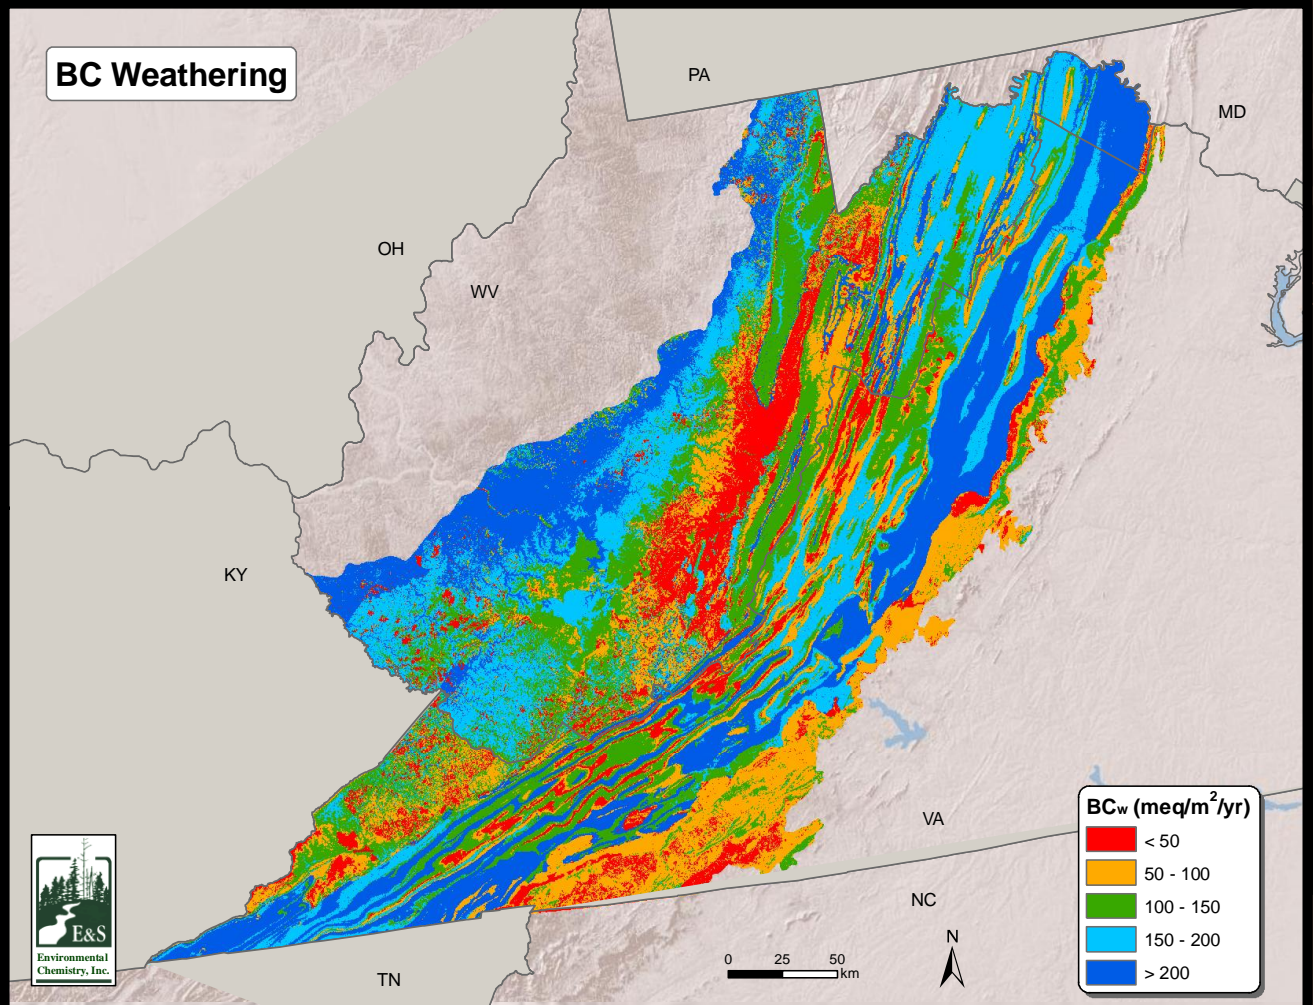 BC Weathering
PA
MD
OH
WV
KY
VA
NC
TN
BCw (meq/m²/yr)
< 50
50 - 100
100 - 150
150 - 200
> 200
N
0 25 50
km
E&S
Environmental
Chemistry, Inc.